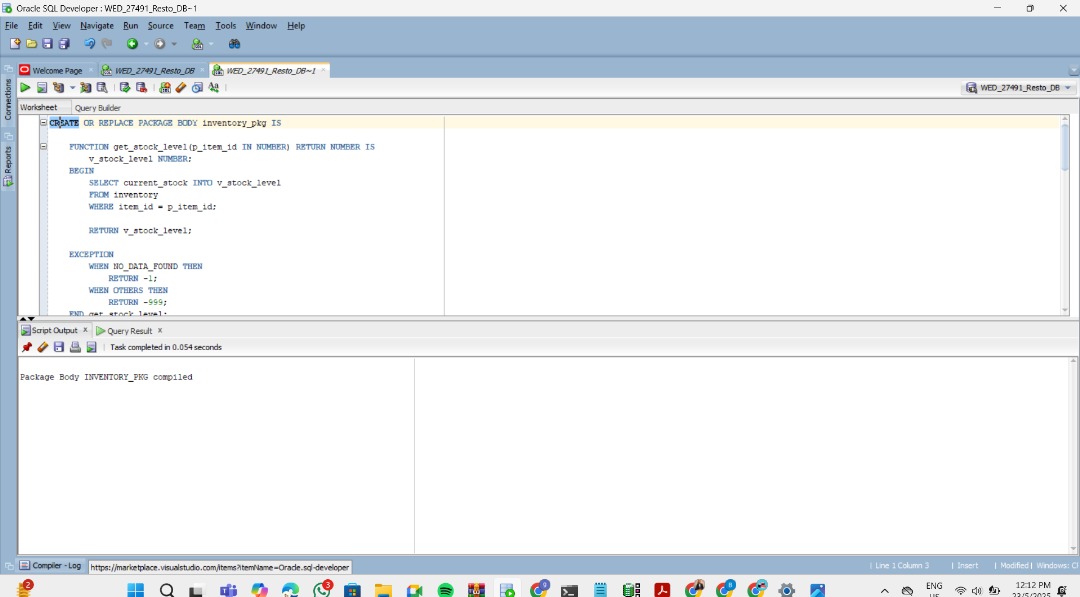 Oracle SQL Developer : WED_27491_Resto_DB~1
File Edit View Navigate Run Source Team Tools Window Help
Welcome Page WED_27491_Resto_DB WED_27491_Resto_DB~1
WED_27491_Resto_DB
Connections
Reports
Worksheet Query Builder
CREATE OR REPLACE PACKAGE BODY inventory_pkg IS
FUNCTION get_stock_level(p_item_id IN NUMBER) RETURN NUMBER IS
v_stock_level NUMBER;
BEGIN
SELECT current_stock INTO v_stock_level
FROM inventory
WHERE item_id = p_item_id;
RETURN v_stock_level;
EXCEPTION
WHEN NO_DATA_FOUND THEN
RETURN -1;
WHEN OTHERS THEN
RETURN -999;
END get_stock_level;
Script Output x Query Result x
Task completed in 0.054 seconds
Package Body INVENTORY_PKG compiled
Compiler - Log https://marketplace.visualstudio.com/items?itemName=Oracle.sql-developer
Line 1 Column 3 Insert Modified Windows: C
2 3 9 8
ENG 12:12 PM
US 23/5/2025